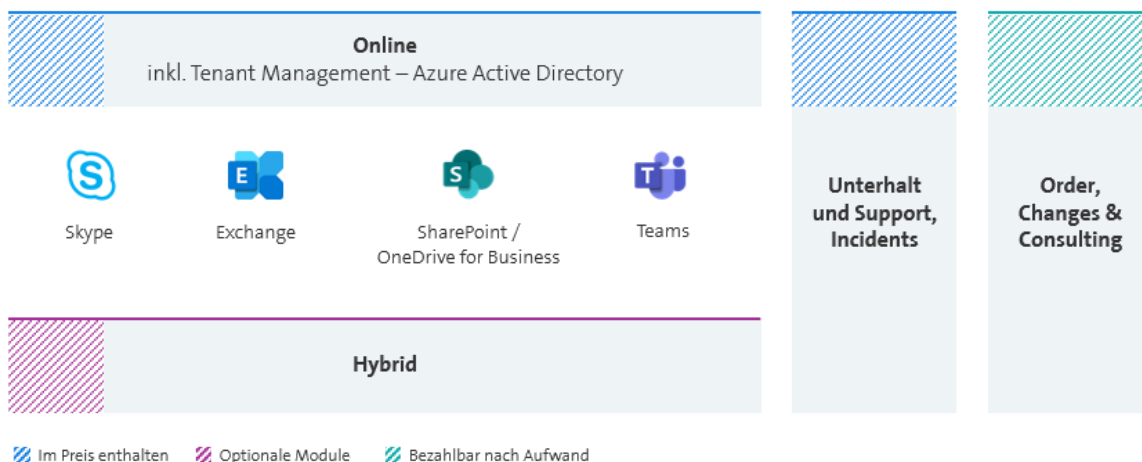 Online
inkl. Tenant Management – Azure Active Directory
Skype
Exchange
SharePoint /
OneDrive for Business
Teams
Hybrid
Unterhalt
und Support,
Incidents
Order,
Changes &
Consulting
Im Preis enthalten
Optionale Module
Bezahlbar nach Aufwand